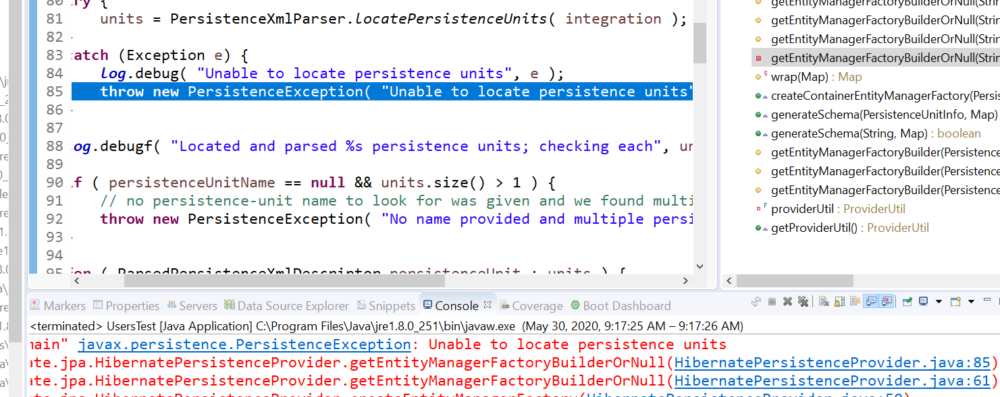 80 ry {
81 units = PersistenceXmlParser.locatePersistenceUnits( integration );
82
83 catch (Exception e) {
84 log.debug( "Unable to locate persistence units", e );
85 throw new PersistenceException( "Unable to locate persistence units"
86
87
88 og.debugf( "Located and parsed %s persistence units; checking each", un
89
90 if ( persistenceUnitName == null && units.size() > 1 ) {
91 // no persistence-unit name to look for was given and we found multi
92 throw new PersistenceException( "No name provided and multiple persi
93
94
95 or ( ParsedPersistenceXmlDescriptor persistenceUnit : units ) {
getEntityManagerFactoryBuilderOrNull(Strin
getEntityManagerFactoryBuilderOrNull(Strin
getEntityManagerFactoryBuilderOrNull(Strin
getEntityManagerFactoryBuilderOrNull(Strin
wrap(Map) : Map
createContainerEntityManagerFactory(Persis
generateSchema(PersistenceUnitInfo, Map)
generateSchema(String, Map) : boolean
getEntityManagerFactoryBuilder(Persistence
getEntityManagerFactoryBuilder(Persistence
getEntityManagerFactoryBuilder(Persistence
providerUtil : ProviderUtil
getProviderUtil() : ProviderUtil
Markers Properties Servers Data Source Explorer Snippets Console Coverage Boot Dashboard
<terminated> UsersTest [Java Application] C:\Program Files\Java\jre1.8.0_251\bin\javaw.exe (May 30, 2020, 9:17:25 AM – 9:17:26 AM)
main" javax.persistence.PersistenceException: Unable to locate persistence units
ate.jpa.HibernatePersistenceProvider.getEntityManagerFactoryBuilderOrNull(HibernatePersistenceProvider.java:85)
ate.jpa.HibernatePersistenceProvider.getEntityManagerFactoryBuilderOrNull(HibernatePersistenceProvider.java:61)
ate.jpa.HibernatePersistenceProvider.createEntityManagerFactory(HibernatePersistenceProvider.java:50)